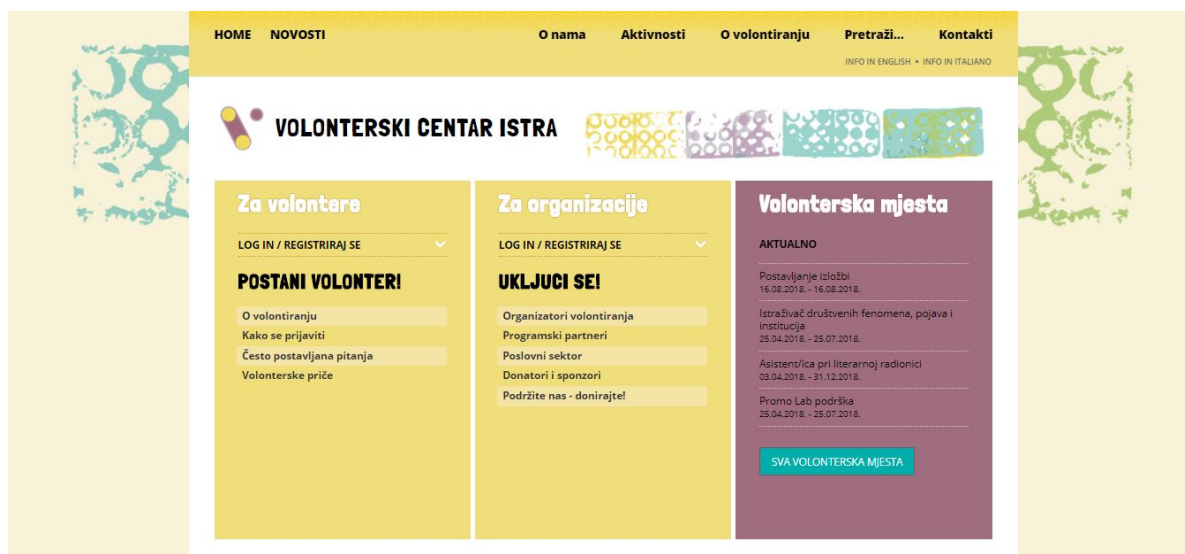 HOME NOVOSTI O nama Aktivnosti O volontiranju Pretraži... Kontakti
INFO IN ENGLISH • INFO IN ITALIANO
VOLONTERSKI CENTAR ISTRA
Za volontere
LOG IN / REGISTRIRAJ SE
POSTANI VOLONTER!
O volontiranju
Kako se prijaviti
Često postavljana pitanja
Volonterske priče
Za organizacije
LOG IN / REGISTRIRAJ SE
UKLJUCI SE!
Organizatori volontiranja
Programski partneri
Poslovni sektor
Donatori i sponzori
Podržite nas - donirajte!
Volonterska mjesta
AKTUALNO
Postavljanje izložbi
16.08.2018. - 16.08.2018.
Istraživač društvenih fenomena, pojava i
institucija
25.04.2018. - 25.07.2018.
Asistent/ica pri literarnoj radionici
03.04.2018. - 31.12.2018.
Promo Lab podrška
25.04.2018. - 25.07.2018.
SVA VOLONTERSKA MJESTA